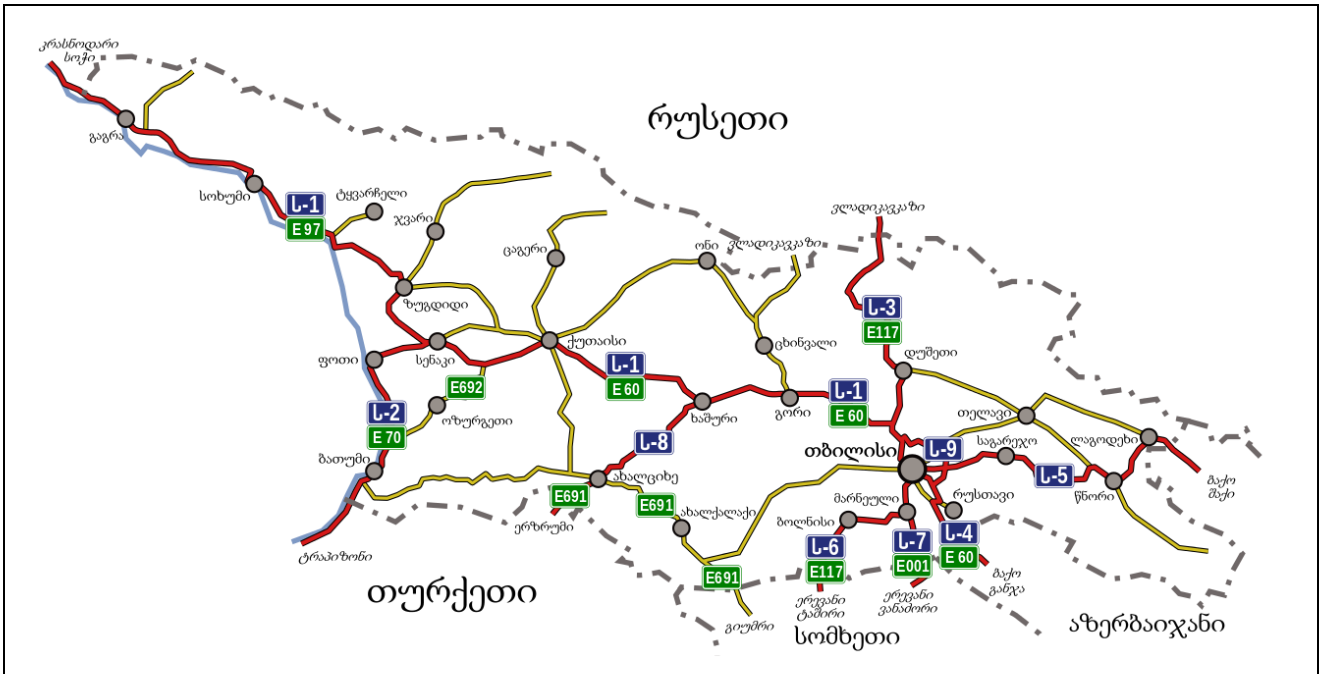 კრასნოდარი
სოჭი
რუსეთი
გაგრა
სოხუმი
ს-1
E 97
ტყვარჩელი
ჯვარი
ცაგერი
ონი
ვლადიკავკაზი
ვლადიკავკაზი
ზუგდიდი
ს-3
E117
ფოთი
სენაკი
ქუთაისი
ცხინვალი
დუშეთი
ს-1
E 60
E692
ს-1
E 60
ს-2
E 70
ოზურგეთი
ხაშური
გორი
თელავი
ლაგოდეხი
ს-8
თბილისი
ს-9
საგარეჯო
ბათუმი
ახალციხე
ს-5
წნორი
ბაქო
შაქი
E691
ერზრუმი
E691
ახალქალაქი
მარნეული
რუსთავი
ბოლნისი
ს-6
E117
ს-7
E001
ს-4
E 60
ტრაპიზონი
თურქეთი
E691
გიუმრი
ერევანი
ტაშირი
ერევანი
ვანაძორი
ბაქო
განჯა
სომხეთი
აზერბაიჯანი